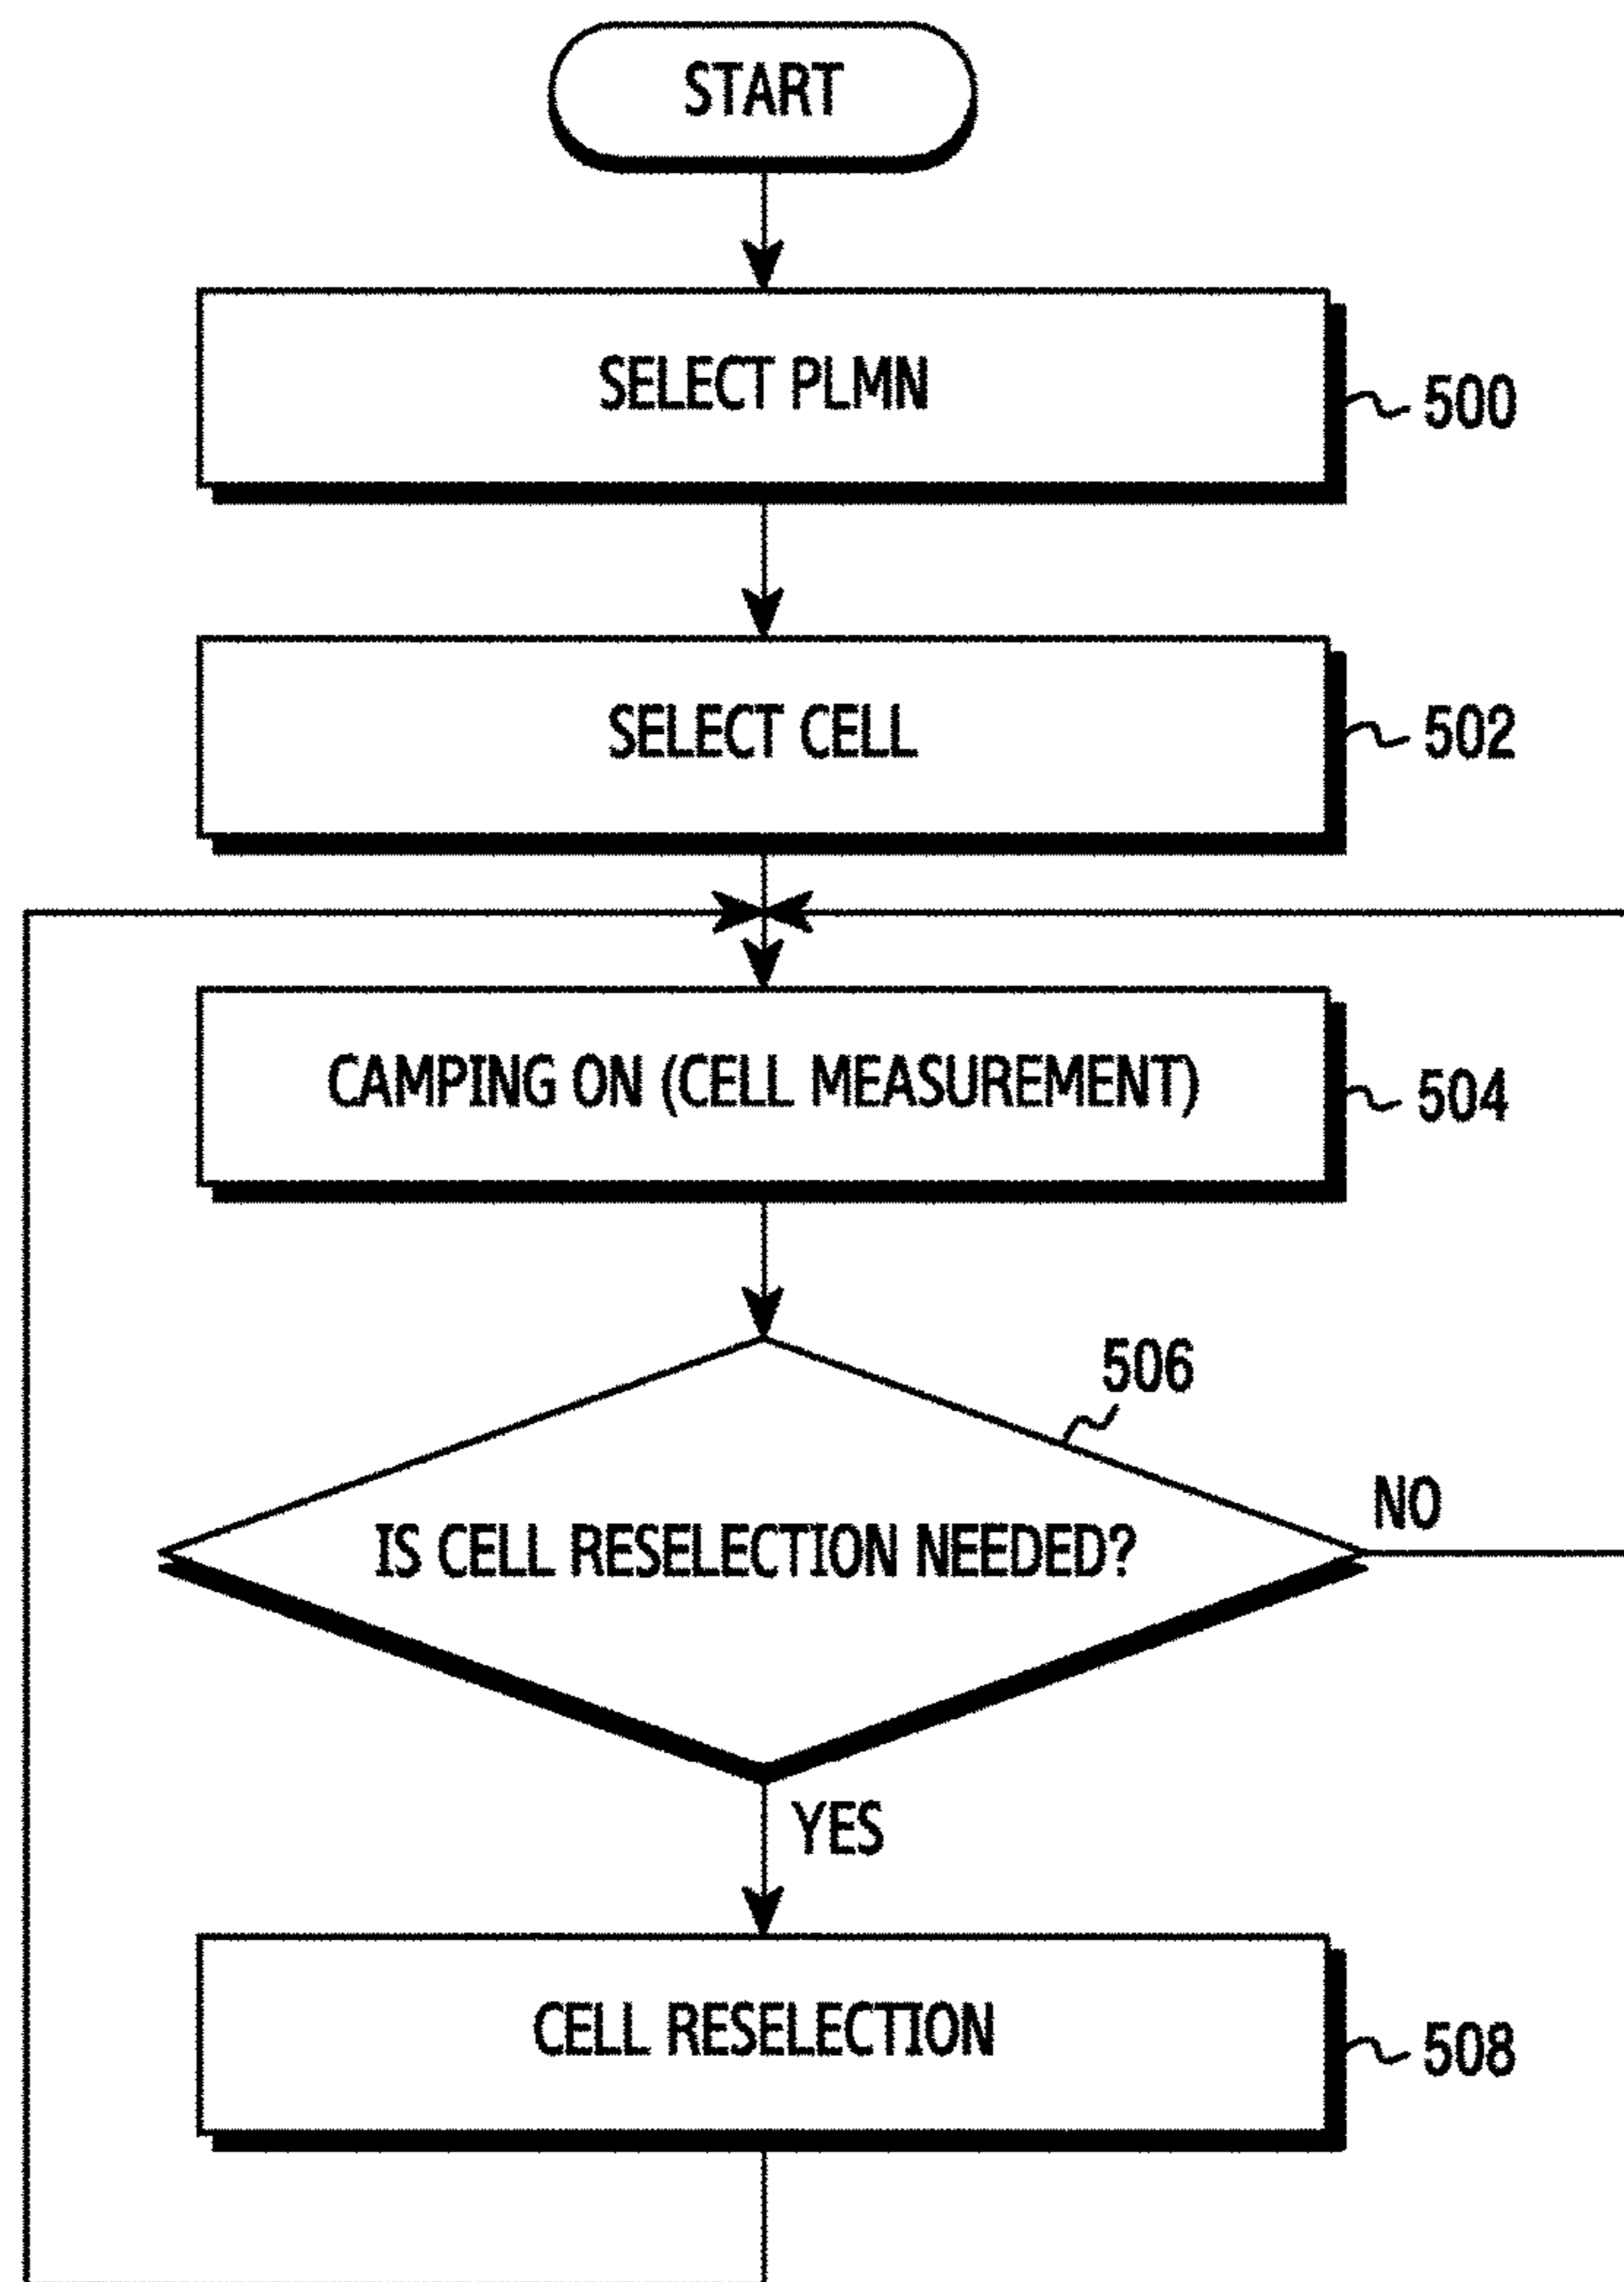 START
SELECT PLMN
500
SELECT CELL
502
CAMPING ON (CELL MEASUREMENT)
504
506
IS CELL RESELECTION NEEDED?
NO
YES
CELL RESELECTION
508